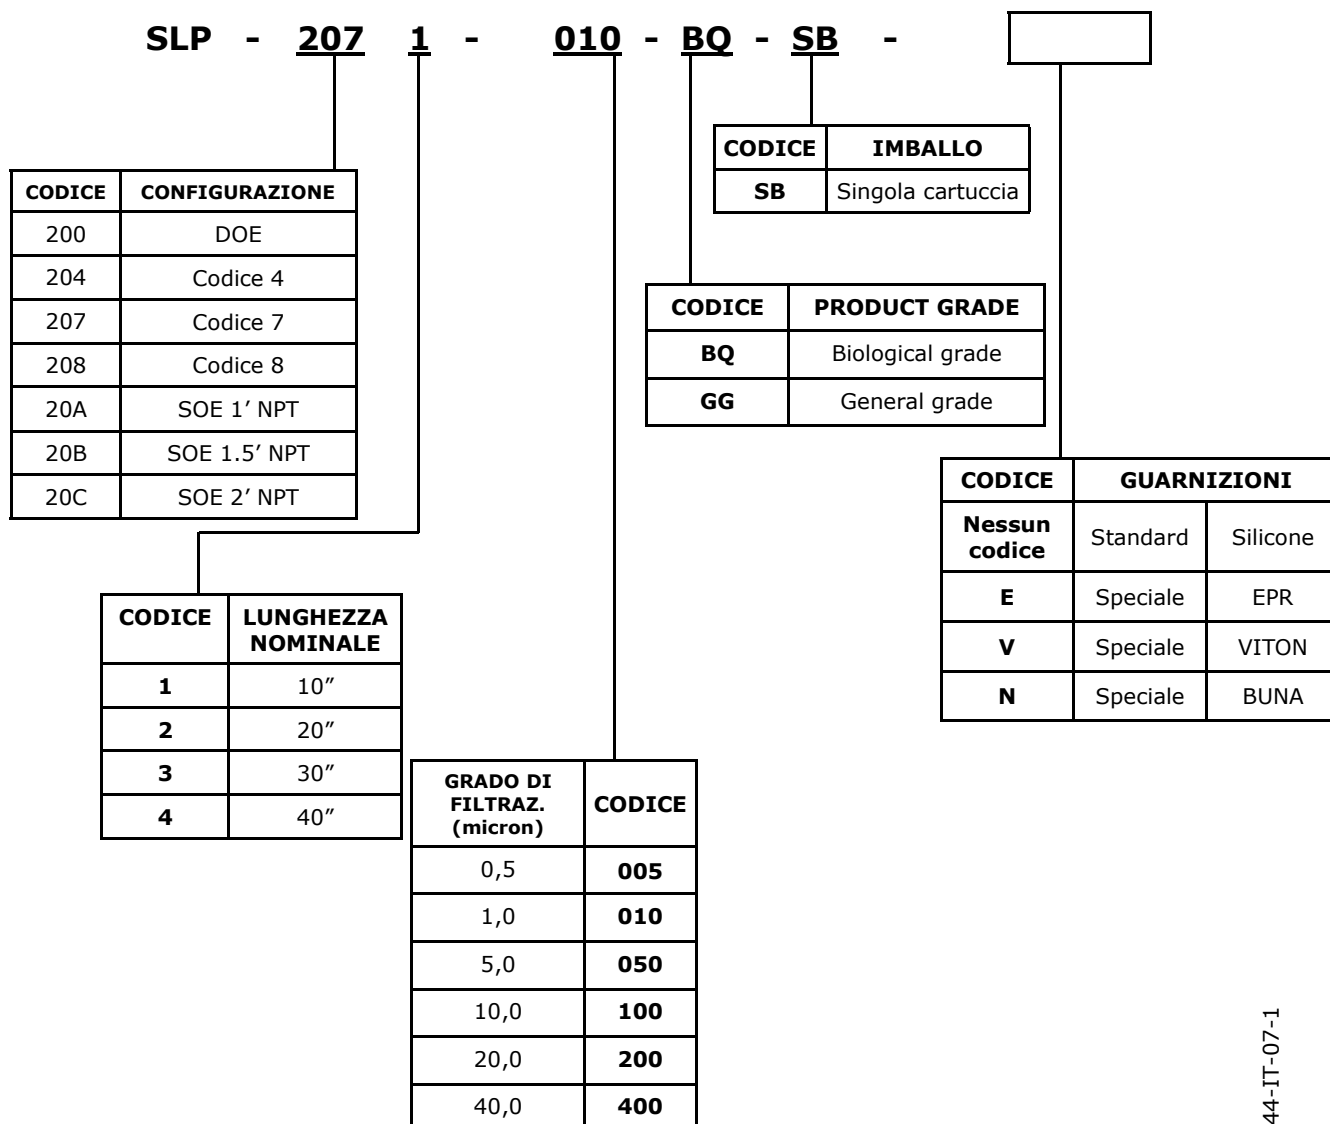 SLP - 207 1 - 010 - BQ - SB -
CODICE IMBALLO
SB Singola cartuccia
CODICE CONFIGURAZIONE
200 DOE
204 Codice 4
207 Codice 7
208 Codice 8
20A SOE 1′ NPT
20B SOE 1.5′ NPT
20C SOE 2′ NPT
CODICE PRODUCT GRADE
BQ Biological grade
GG General grade
CODICE GUARNIZIONI
Nessun
codice Standard Silicone
E Speciale EPR
V Speciale VITON
N Speciale BUNA
CODICE LUNGHEZZA
NOMINALE
1 10″
2 20″
3 30″
4 40″
GRADO DI
FILTRAZ.
(micron) CODICE
0,5 005
1,0 010
5,0 050
10,0 100
20,0 200
40,0 400
44-IT-07-1